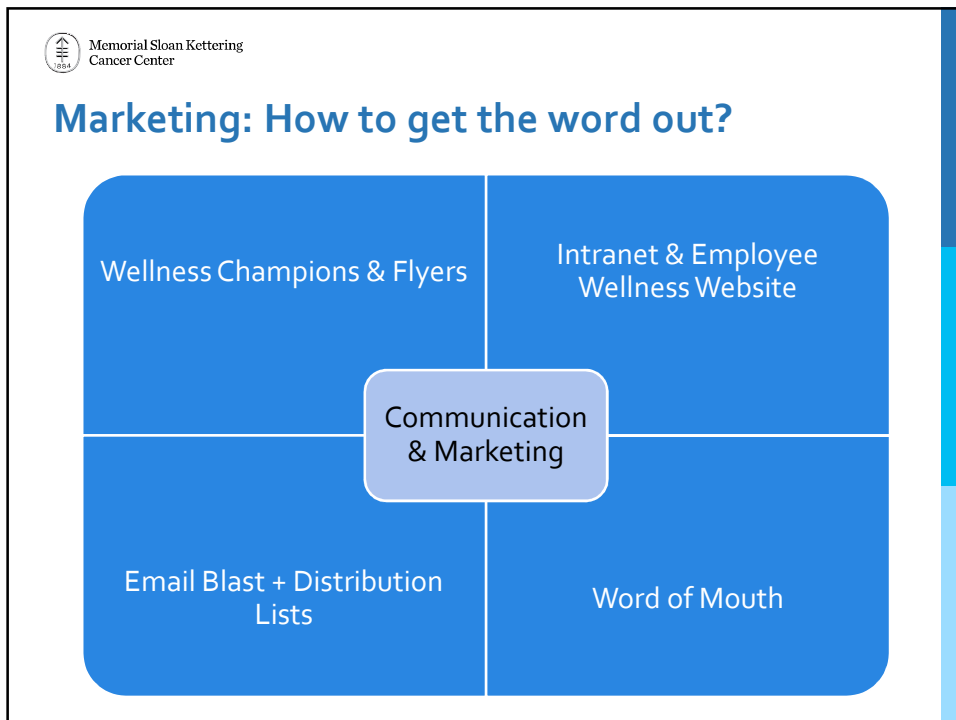 Memorial Sloan Kettering
Cancer Center
1884
Marketing: How to get the word out?
Wellness Champions & Flyers
Intranet & Employee
Wellness Website
Communication
& Marketing
Email Blast + Distribution
Lists
Word of Mouth